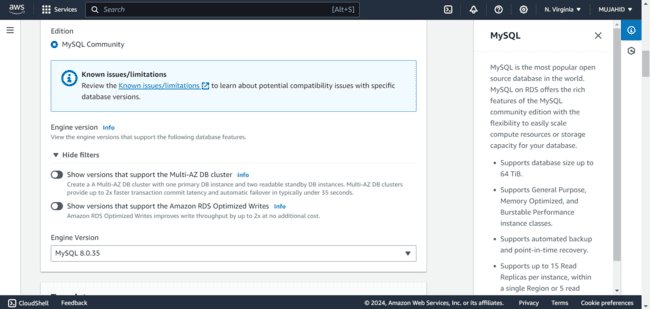 aws
Services
Search
[Alt+S]
N. Virginia
MUJAHID
Edition
MySQL Community
Known issues/limitations
Review the Known issues/limitations to learn about potential compatibility issues with specific
database versions.
Engine version Info
View the engine versions that support the following database features.
Hide filters
Show versions that support the Multi-AZ DB cluster Info
Create a A Multi-AZ DB cluster with one primary DB instance and two readable standby DB instances. Multi-AZ DB clusters
provide up to 2x faster transaction commit latency and automatic failover in typically under 35 seconds.
Show versions that support the Amazon RDS Optimized Writes Info
Amazon RDS Optimized Writes improves write throughput by up to 2x at no additional cost.
Engine Version
MySQL 8.0.35
MySQL
MySQL is the most popular open
source database in the world.
MySQL on RDS offers the rich
features of the MySQL
community edition with the
flexibility to easily scale
compute resources or storage
capacity for your database.
• Supports database size up to
64 TiB.
• Supports General Purpose,
Memory Optimized, and
Burstable Performance
instance classes.
• Supports automated backup
and point-in-time recovery.
• Supports up to 15 Read
Replicas per instance, within
a single Region or 5 read
CloudShell
Feedback
© 2024, Amazon Web Services, Inc. or its affiliates.
Privacy
Terms
Cookie preferences